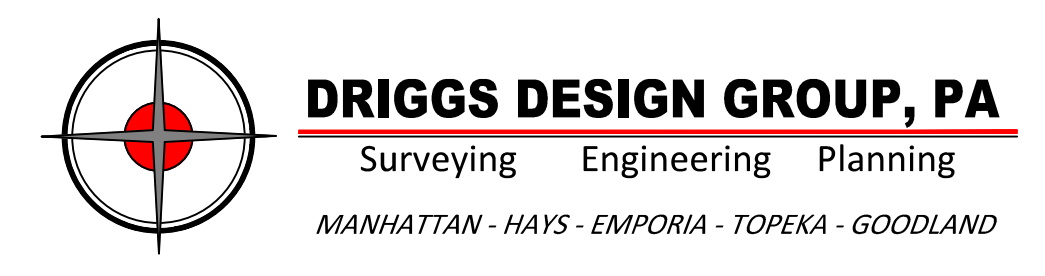 DRIGGS DESIGN GROUP, PA
Surveying Engineering Planning
MANHATTAN - HAYS - EMPORIA - TOPEKA - GOODLAND